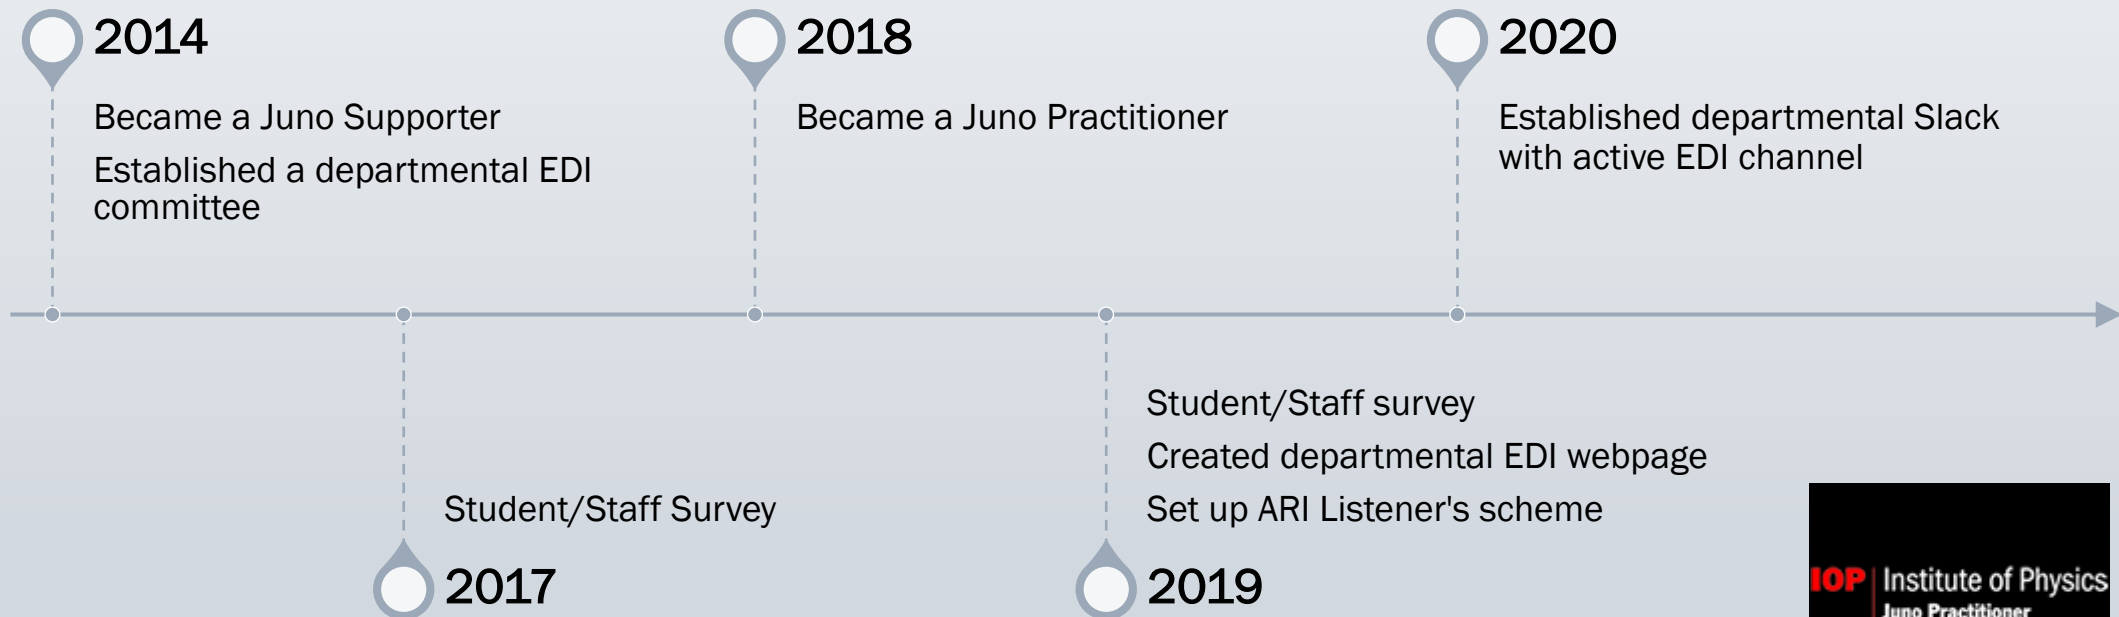 2014
Became a Juno Supporter
Established a departmental EDI
committee
2018
Became a Juno Practitioner
2020
Established departmental Slack
with active EDI channel
Student/Staff Survey
2017
Student/Staff survey
Created departmental EDI webpage
Set up ARI Listener's scheme
2019
IOP Institute of Physics
Juno Practitioner